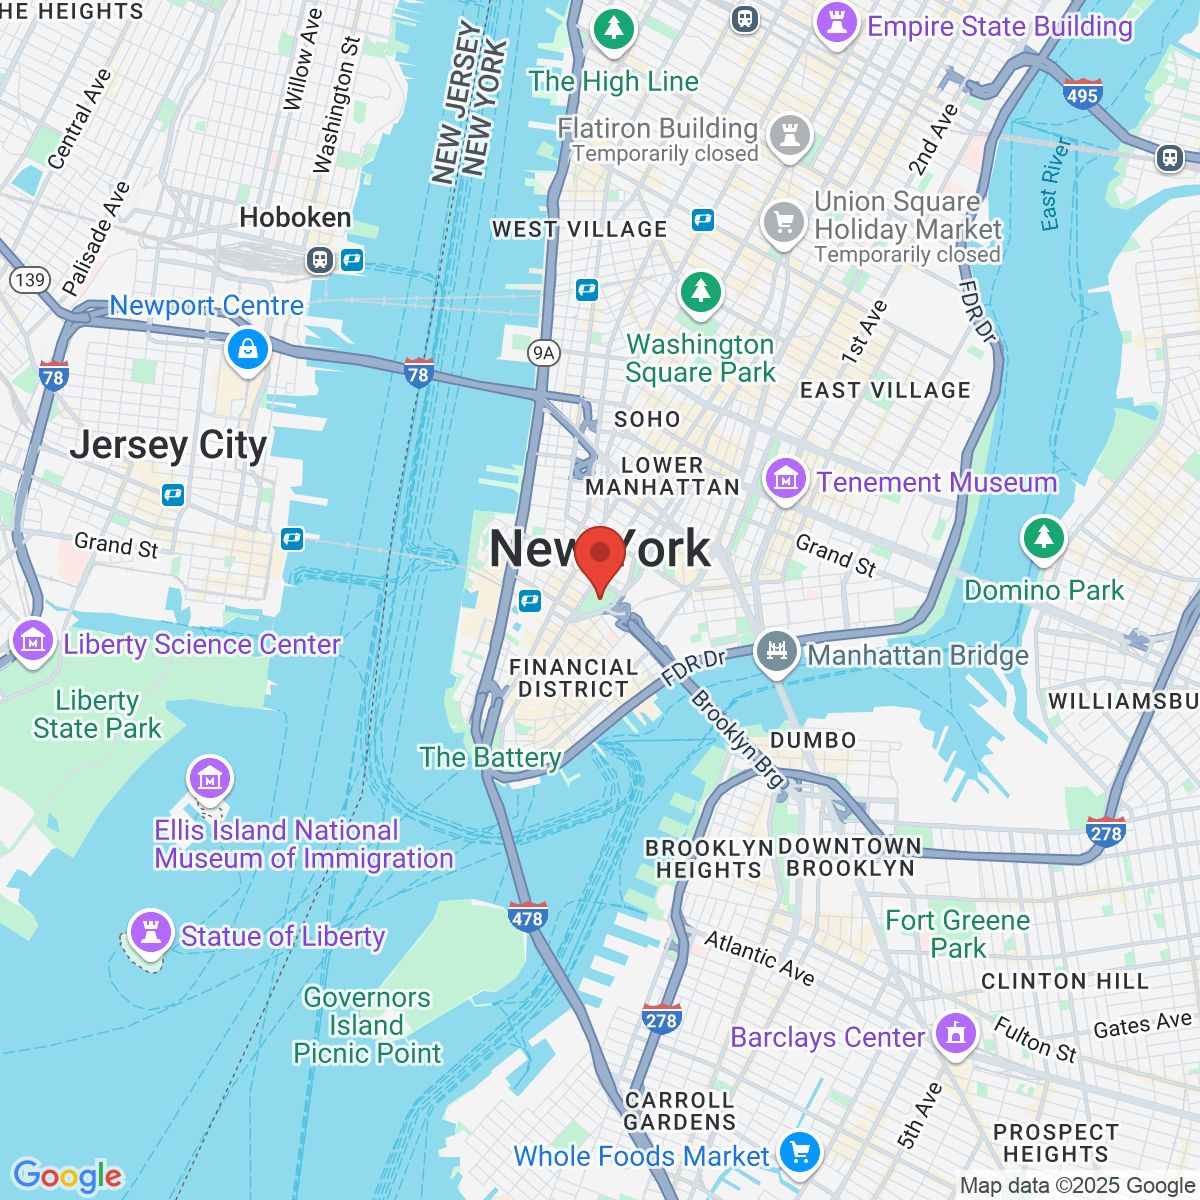 THE HEIGHTS
Willow Ave
Washington St
Central Ave
Palisade Ave
NEW JERSEY
NEW YORK
The High Line
Empire State Building
495
Flatiron Building
Temporarily closed
2nd Ave
East River
Union Square
Holiday Market
Temporarily closed
Hoboken
WEST VILLAGE
139
Newport Centre
FDR Dr
1st Ave
Washington
Square Park
9A
78
78
EAST VILLAGE
SOHO
Jersey City
LOWER
MANHATTAN
Tenement Museum
Grand St
New York
Grand St
Domino Park
Liberty Science Center
FINANCIAL
DISTRICT
FDR Dr
Manhattan Bridge
Liberty
State Park
WILLIAMSBU
Brooklyn Brg
DUMBO
The Battery
Ellis Island National
Museum of Immigration
278
BROOKLYN
HEIGHTS
DOWNTOWN
BROOKLYN
478
Fort Greene
Park
Statue of Liberty
Atlantic Ave
CLINTON HILL
Governors
Island
Picnic Point
278
Barclays Center
Fulton St
Gates Ave
CARROLL
GARDENS
5th Ave
PROSPECT
HEIGHTS
Whole Foods Market
Google
Map data ©2025 Google